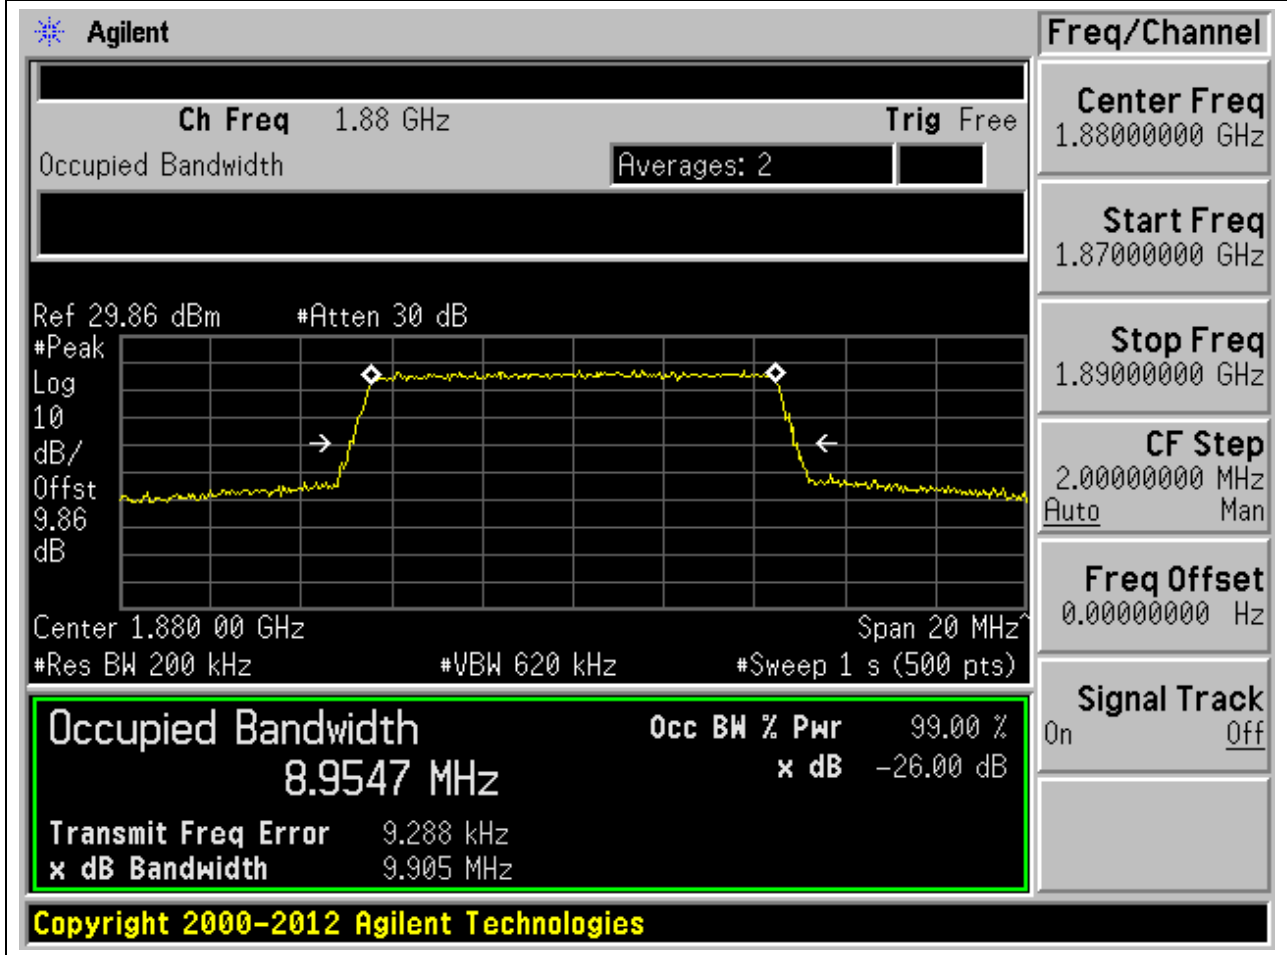 Agilent
Freq/Channel
Ch Freq 1.88 GHz Trig Free
Occupied Bandwidth Averages: 2
Ref 29.86 dBm #Atten 30 dB
#Peak
Log
10
dB/
Offst
9.86
dB
Center 1.880 00 GHz Span 20 MHz^
#Res BW 200 kHz #VBW 620 kHz #Sweep 1 s (500 pts)
Occupied Bandwidth
8.9547 MHz
Occ BW % Pwr 99.00 %
x dB -26.00 dB
Transmit Freq Error 9.288 kHz
x dB Bandwidth 9.905 MHz
Copyright 2000-2012 Agilent Technologies
Center Freq
1.88000000 GHz
Start Freq
1.87000000 GHz
Stop Freq
1.89000000 GHz
CF Step
2.00000000 MHz
Auto Man
Freq Offset
0.00000000 Hz
Signal Track
On Off